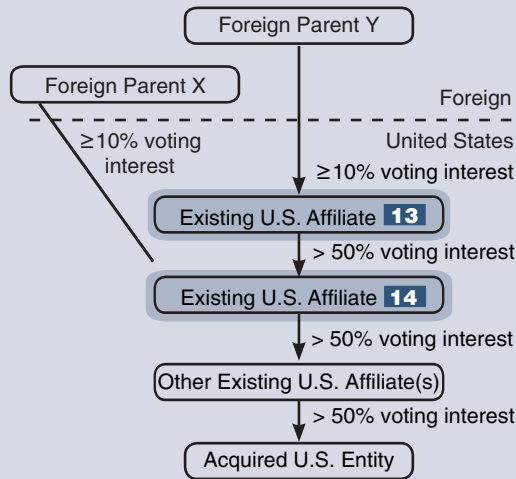 Foreign Parent Y
Foreign Parent X
Foreign
United States
≥10% voting
interest
≥10% voting interest
Existing U.S. Affiliate 13
> 50% voting interest
Existing U.S. Affiliate 14
> 50% voting interest
Other Existing U.S. Affiliate(s)
> 50% voting interest
Acquired U.S. Entity